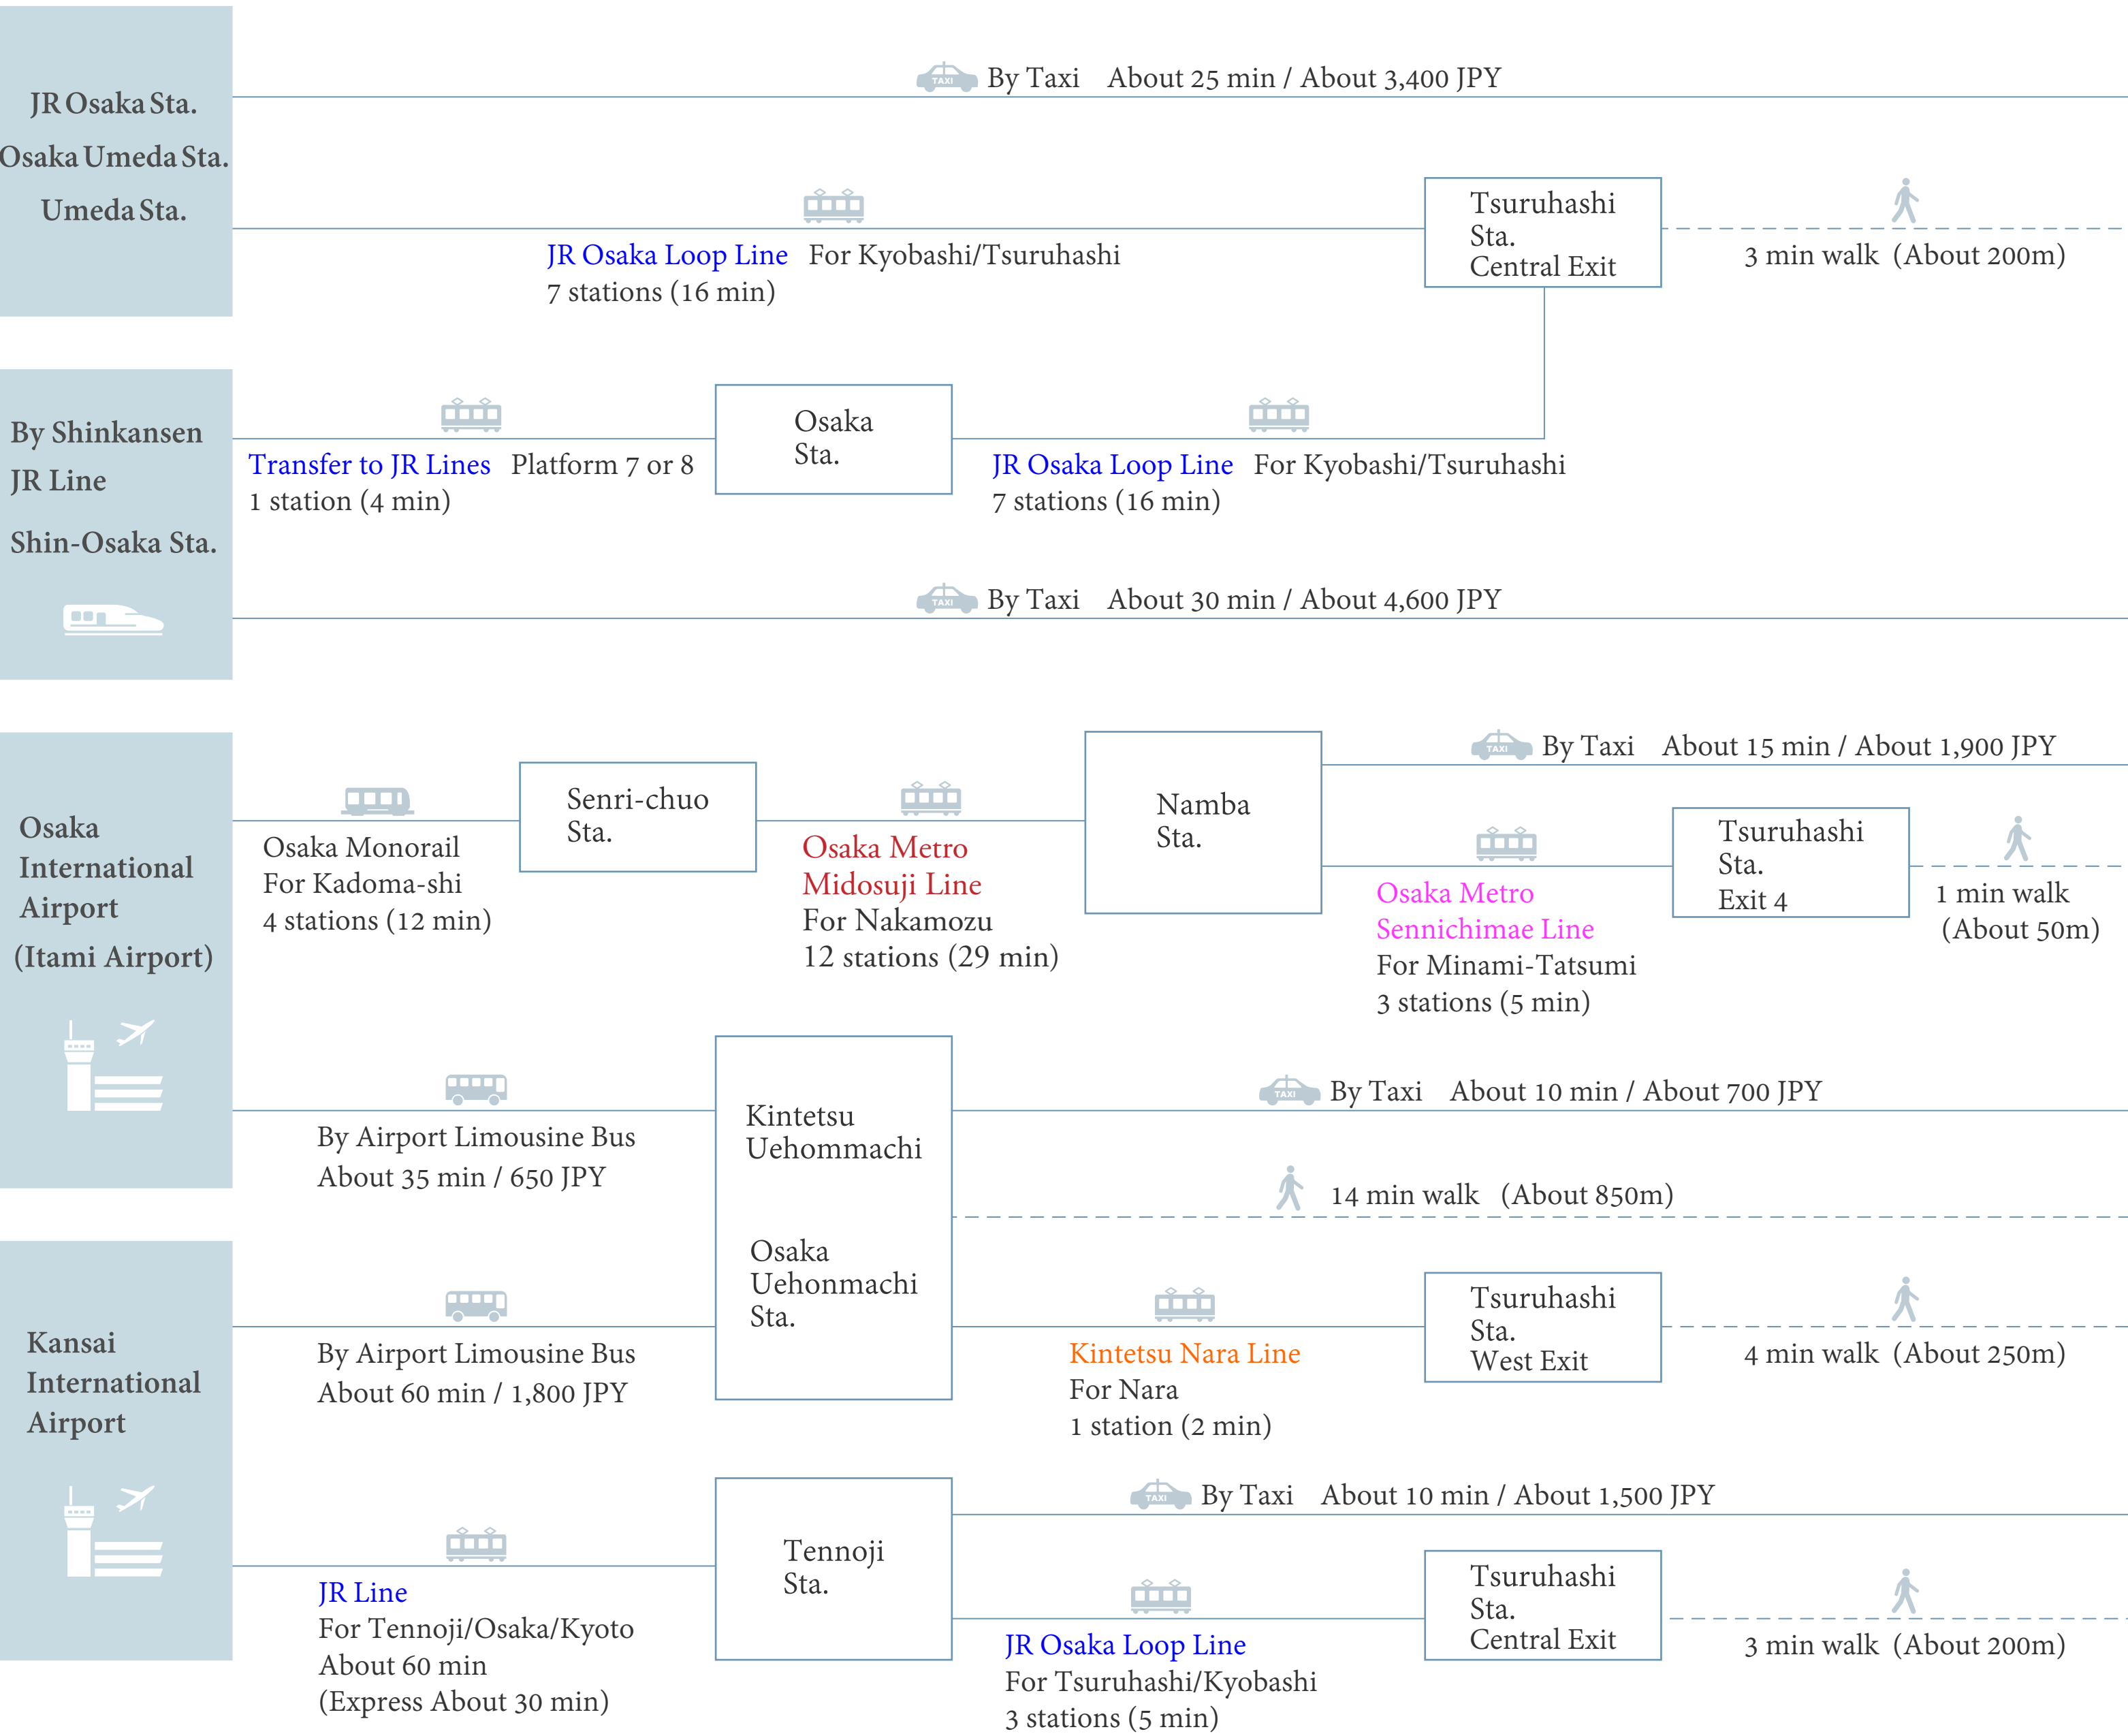 JR Osaka Sta.
Osaka Umeda Sta.
Umeda Sta.
TAXI By Taxi About 25 min / About 3,400 JPY
JR Osaka Loop Line For Kyobashi/Tsuruhashi
7 stations (16 min)
Tsuruhashi
Sta.
Central Exit
3 min walk (About 200m)
By Shinkansen
JR Line
Shin-Osaka Sta.
Transfer to JR Lines Platform 7 or 8
1 station (4 min)
Osaka
Sta.
JR Osaka Loop Line For Kyobashi/Tsuruhashi
7 stations (16 min)
TAXI By Taxi About 30 min / About 4,600 JPY
Osaka
International
Airport
(Itami Airport)
Osaka Monorail
For Kadoma-shi
4 stations (12 min)
Senri-chuo
Sta.
Osaka Metro
Midosuji Line
For Nakamozu
12 stations (29 min)
Namba
Sta.
TAXI By Taxi About 15 min / About 1,900 JPY
Osaka Metro
Sennichimae Line
For Minami-Tatsumi
3 stations (5 min)
Tsuruhashi
Sta.
Exit 4
1 min walk
(About 50m)
By Airport Limousine Bus
About 35 min / 650 JPY
Kintetsu
Uehommachi
Osaka
Uehonmachi
Sta.
TAXI By Taxi About 10 min / About 700 JPY
14 min walk (About 850m)
Kansai
International
Airport
By Airport Limousine Bus
About 60 min / 1,800 JPY
Kintetsu Nara Line
For Nara
1 station (2 min)
Tsuruhashi
Sta.
West Exit
4 min walk (About 250m)
JR Line
For Tennoji/Osaka/Kyoto
About 60 min
(Express About 30 min)
Tennoji
Sta.
TAXI By Taxi About 10 min / About 1,500 JPY
JR Osaka Loop Line
For Tsuruhashi/Kyobashi
3 stations (5 min)
Tsuruhashi
Sta.
Central Exit
3 min walk (About 200m)